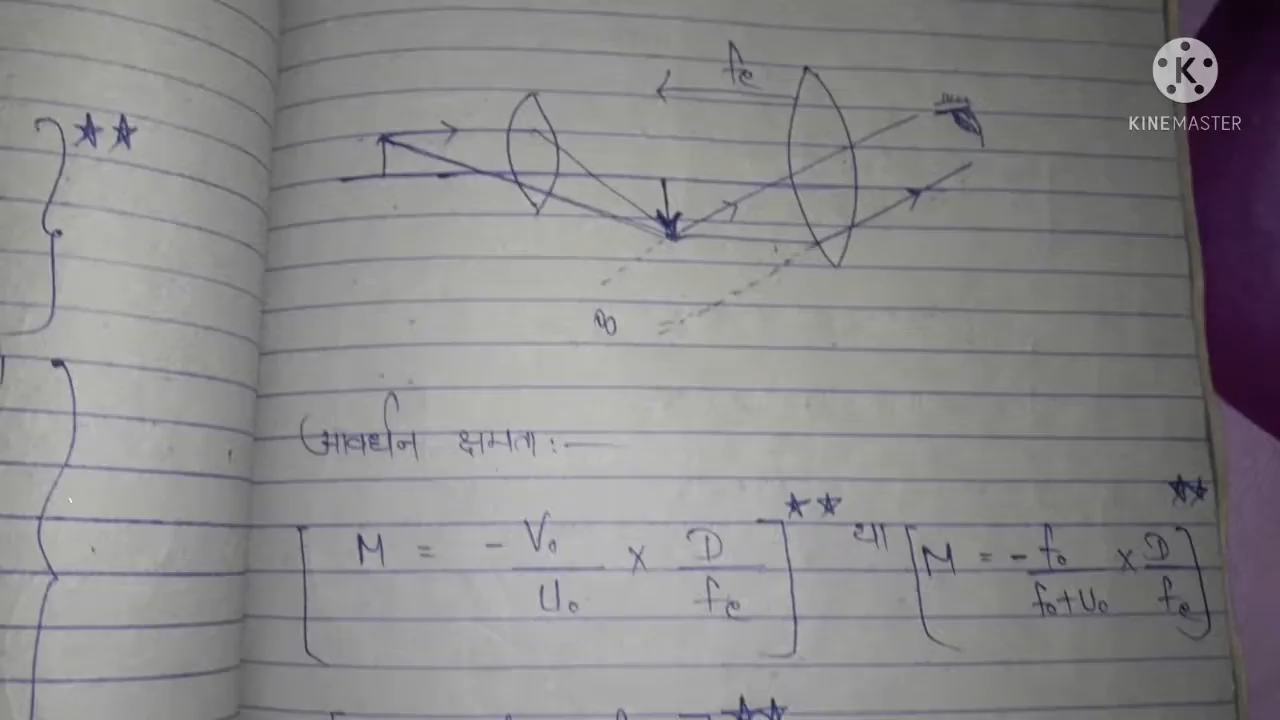 K
KINEMASTER
fe
∞
आवर्धन क्षमता :—
[ M = - V₀/U₀ × D/fe ] ★★ या [ M = - f₀/f₀+U₀ × D/fe ] ★★
★★
★★